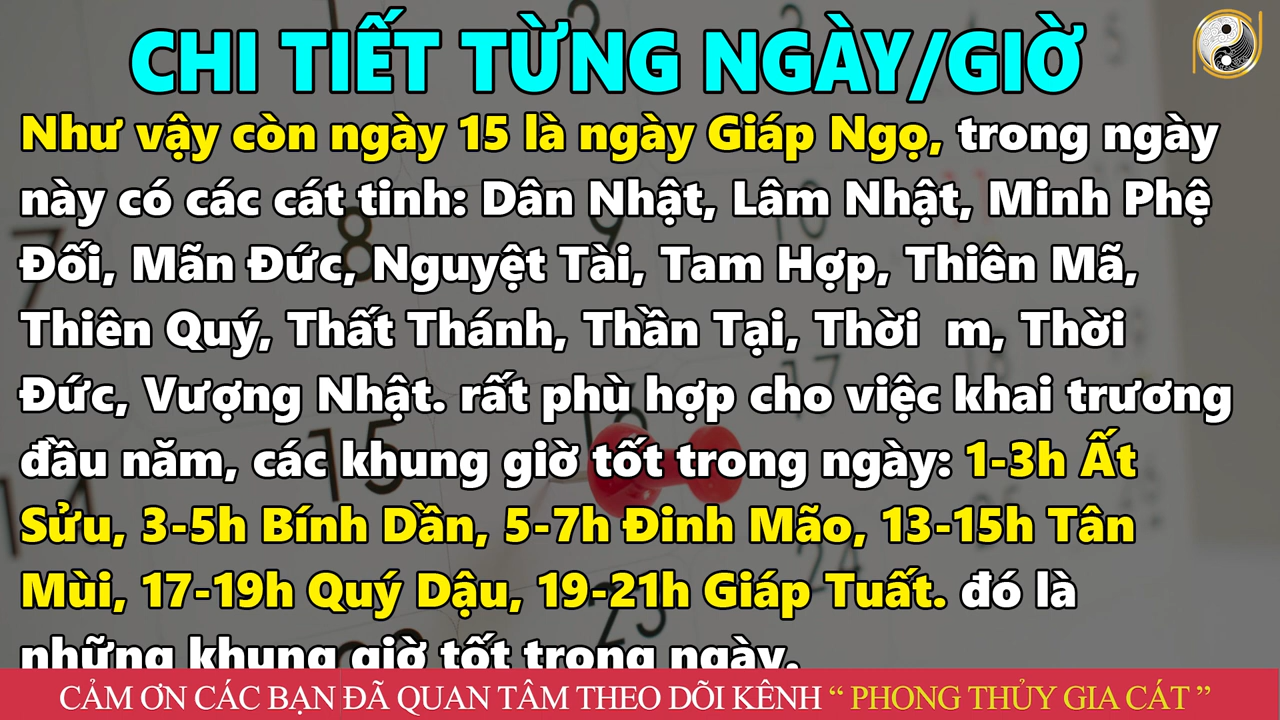 CHI TIẾT TỪNG NGÀY/GIỜ
Như vậy còn ngày 15 là ngày Giáp Ngọ, trong ngày
này có các cát tinh: Dân Nhật, Lâm Nhật, Minh Phệ
Đối, Mãn Đức, Nguyệt Tài, Tam Hợp, Thiên Mã,
Thiên Quý, Thất Thánh, Thần Tại, Thời  m, Thời
Đức, Vượng Nhật. rất phù hợp cho việc khai trương
đầu năm, các khung giờ tốt trong ngày: 1-3h Ất
Sửu, 3-5h Bính Dần, 5-7h Đinh Mão, 13-15h Tân
Mùi, 17-19h Quý Dậu, 19-21h Giáp Tuất. đó là
những khung giờ tốt trong ngày.
CẢM ƠN CÁC BẠN ĐÃ QUAN TÂM THEO DÕI KÊNH “ PHONG THỦY GIA CÁT ”